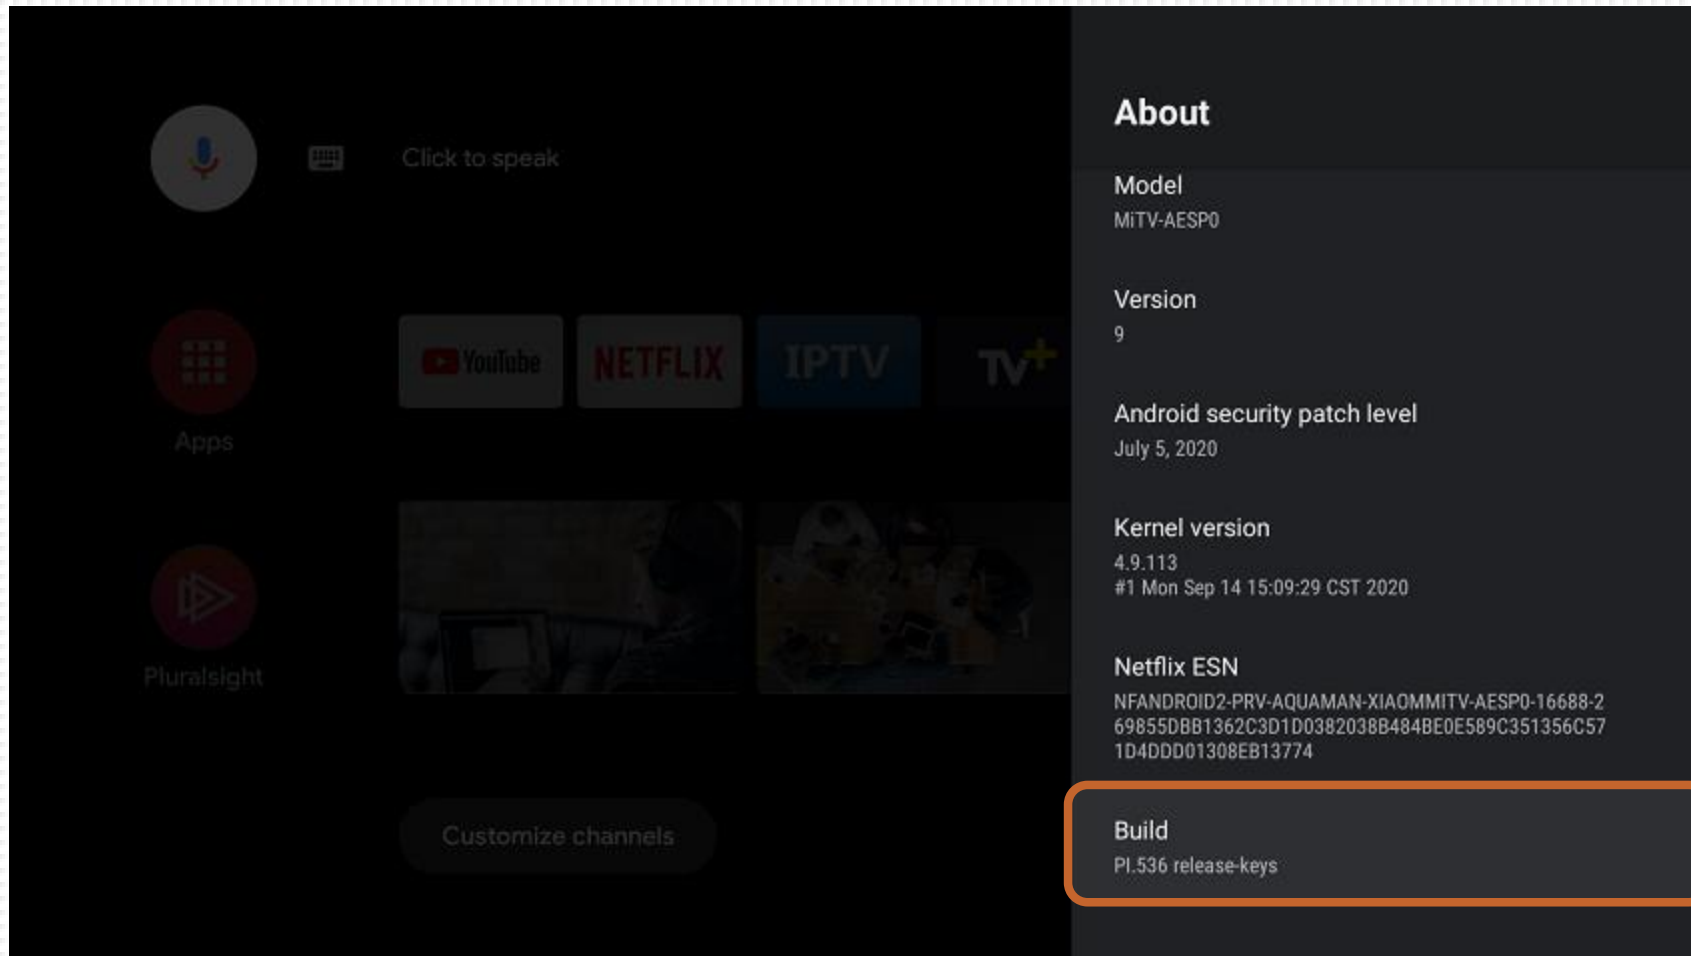 Click to speak
Apps
YouTube
NETFLIX
IPTV
TV+
Pluralsight
Customize channels
About
Model
MiTV-AESP0
Version
9
Android security patch level
July 5, 2020
Kernel version
4.9.113
#1 Mon Sep 14 15:09:29 CST 2020
Netflix ESN
NFANDROID2-PRV-AQUAMAN-XIAOMMITV-AESP0-16688-2
69855DBB1362C3D1D0382038B484BE0E589C351356C57
1D4DDD01308EB13774
Build
PI.536 release-keys